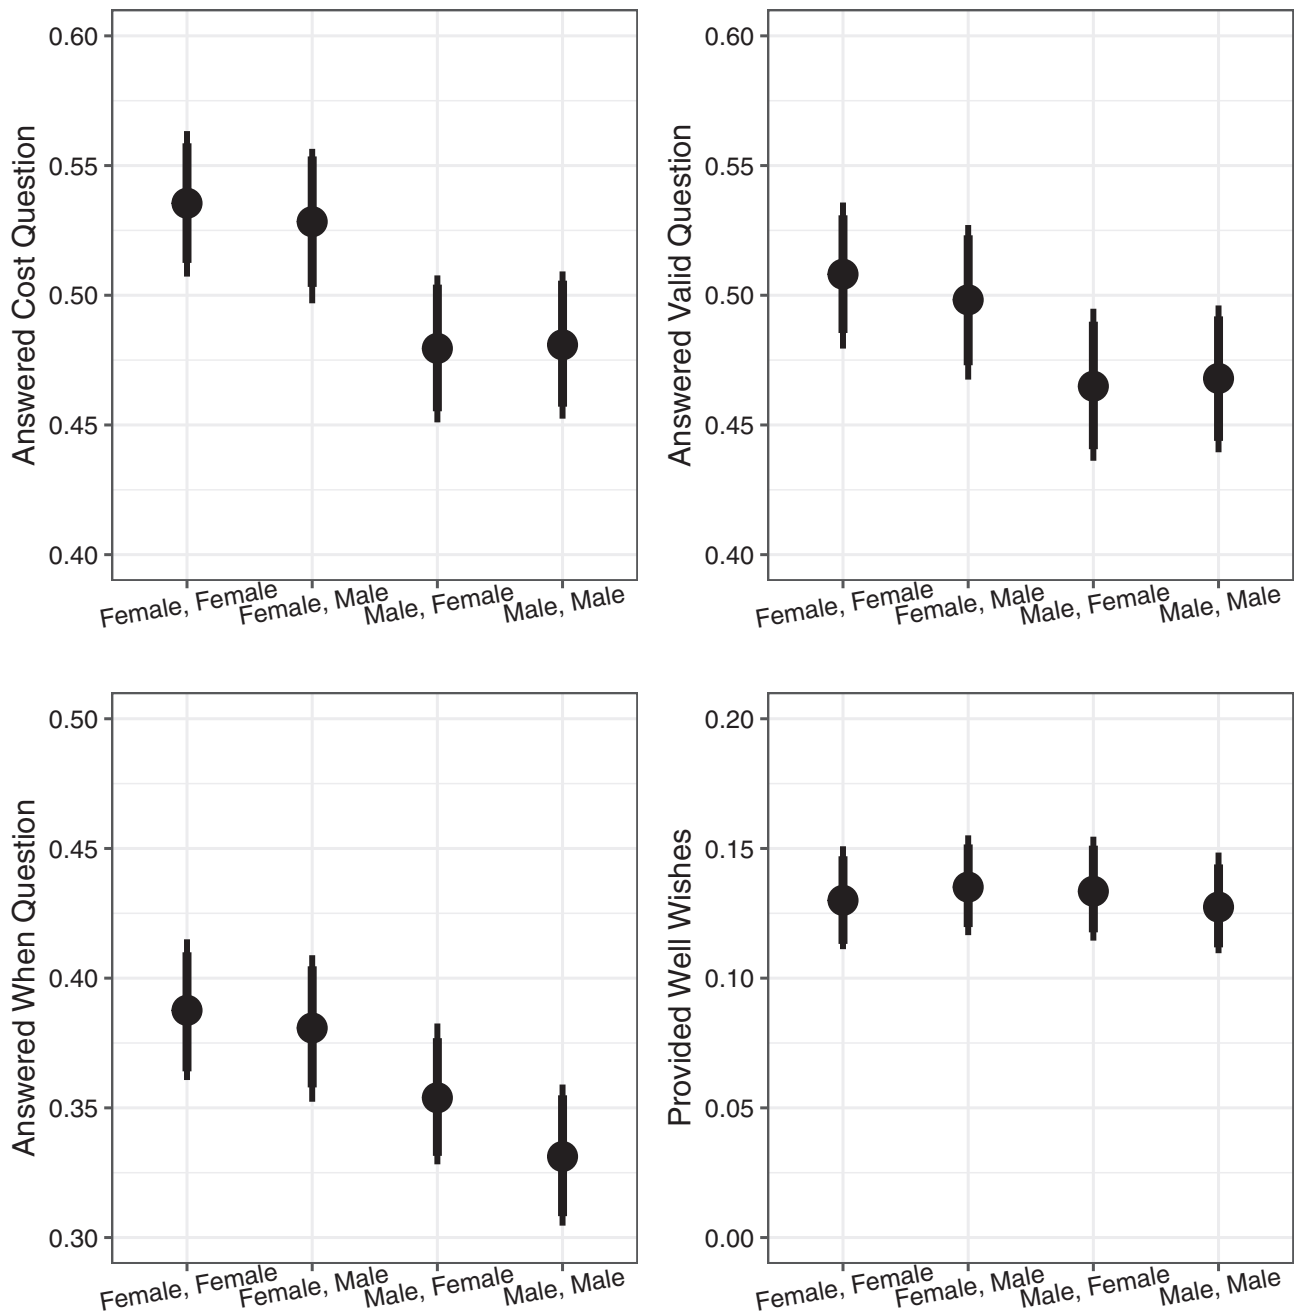 Answered Cost Question
0.60
0.55
0.50
0.45
0.40
Female, Female
Female, Male
Male, Female
Male, Male
Answered Valid Question
0.60
0.55
0.50
0.45
0.40
Female, Female
Female, Male
Male, Female
Male, Male
Answered When Question
0.50
0.45
0.40
0.35
0.30
Female, Female
Female, Male
Male, Female
Male, Male
Provided Well Wishes
0.20
0.15
0.10
0.05
0.00
Female, Female
Female, Male
Male, Female
Male, Male